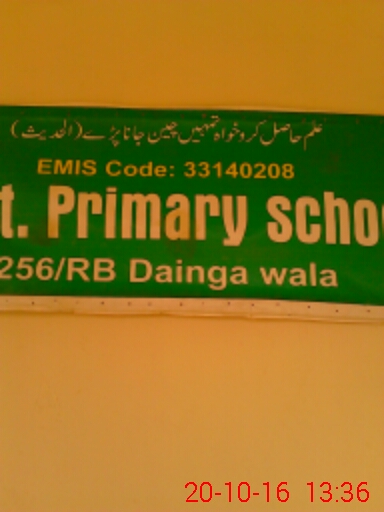 علم حاصل کرو خواہ تمہیں چین جانا پڑے (الحدیث)
EMIS Code: 33140208
t. Primary schoo
256/RB Dainga wala
20-10-16 13:36